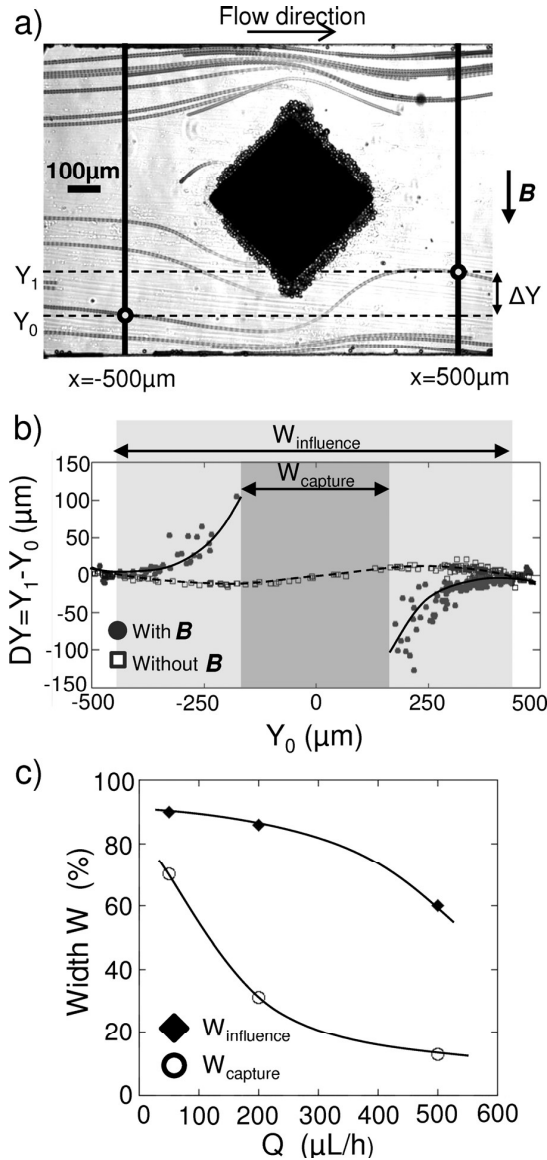 a)
Flow direction
100µm
B
Y1
Y0
ΔY
x=-500µm
x=500µm
b)
Winfluence
Wcapture
DY=Y1-Y0 (µm)
150
100
50
0
-50
-100
-150
With B
Without B
-500
-250
0
250
500
Y0 (µm)
c)
Width W (%)
100
80
60
40
20
0
Winfluence
Wcapture
0
100
200
300
400
500
600
Q (µL/h)